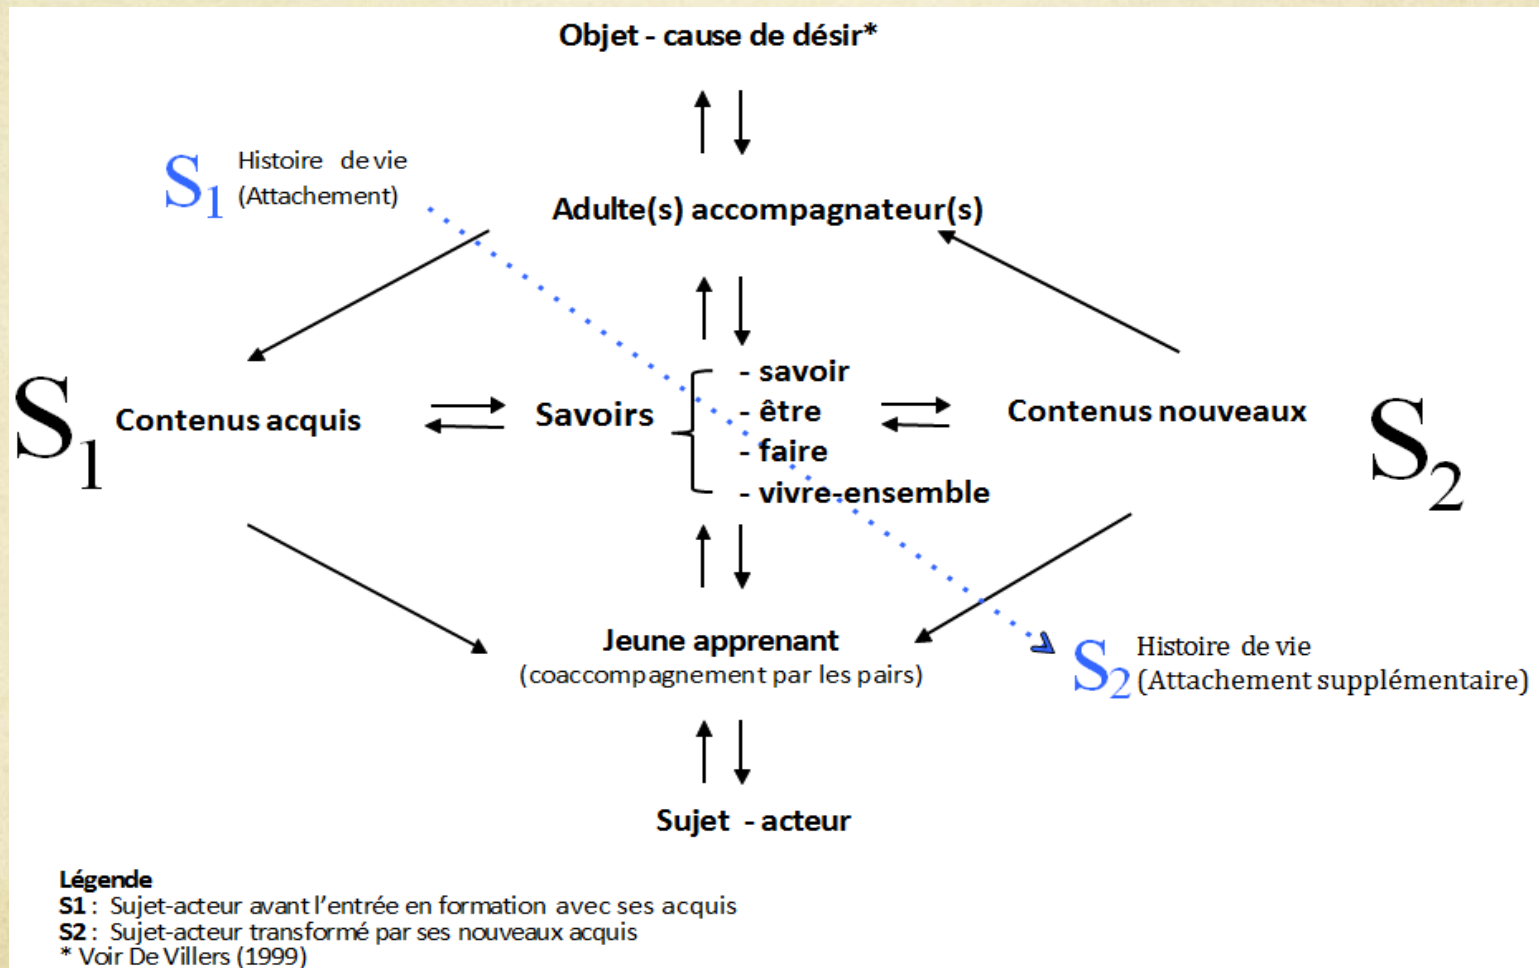 Objet - cause de désir*
S1 Histoire de vie
(Attachement)
Adulte(s) accompagnateur(s)
S1 Contenus acquis
Savoirs
- savoir
- être
- faire
- vivre-ensemble
Contenus nouveaux S2
Jeune apprenant
(coaccompagnement par les pairs)
S2 Histoire de vie
(Attachement supplémentaire)
Sujet - acteur
Légende
S1 : Sujet-acteur avant l'entrée en formation avec ses acquis
S2 : Sujet-acteur transformé par ses nouveaux acquis
* Voir De Villers (1999)